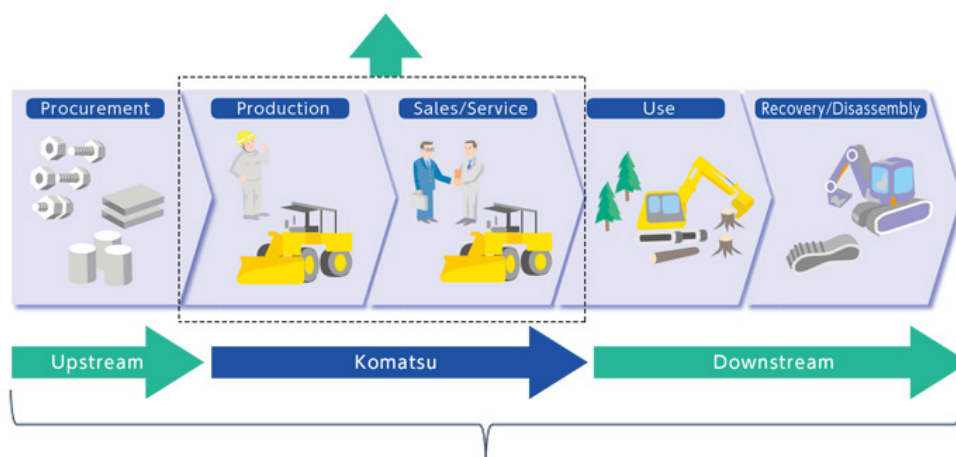 Procurement
Production
Sales/Service
Use
Recovery/Disassembly
Upstream
Komatsu
Downstream